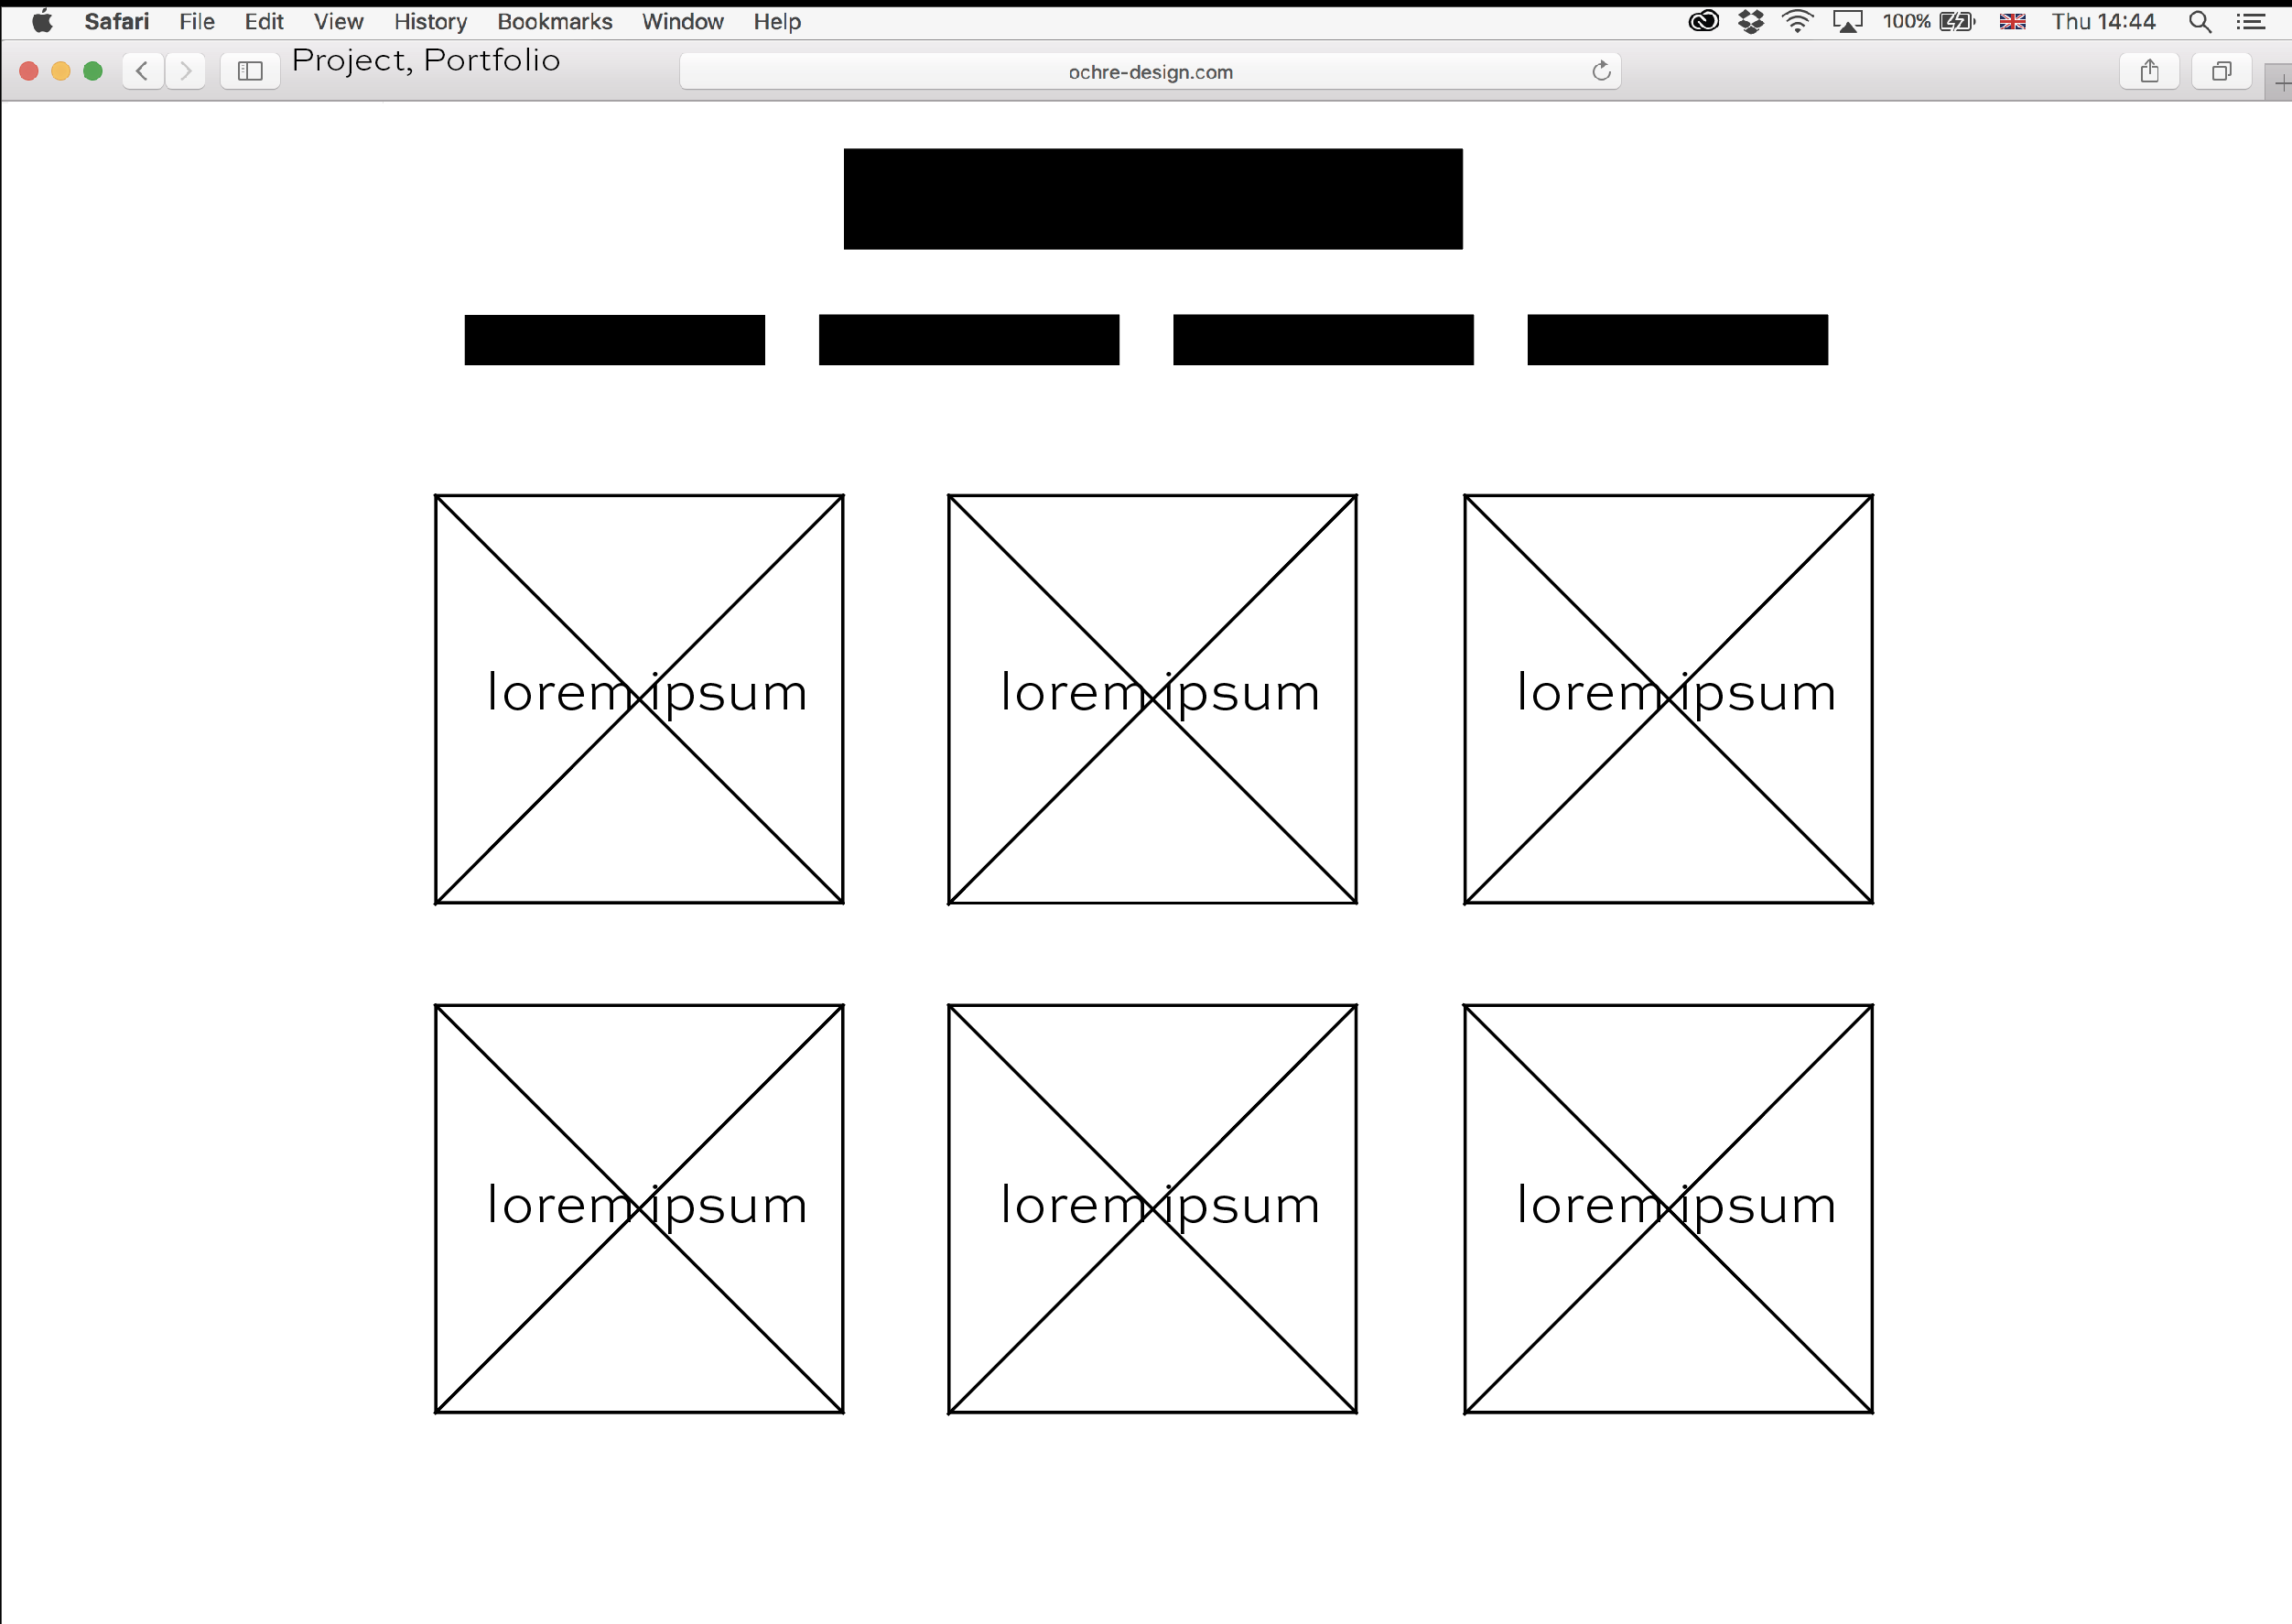 Safari File Edit View History Bookmarks Window Help 100% Thu 14:44
Project, Portfolio
ochre-design.com
lorem ipsum lorem ipsum lorem ipsum
lorem ipsum lorem ipsum lorem ipsum